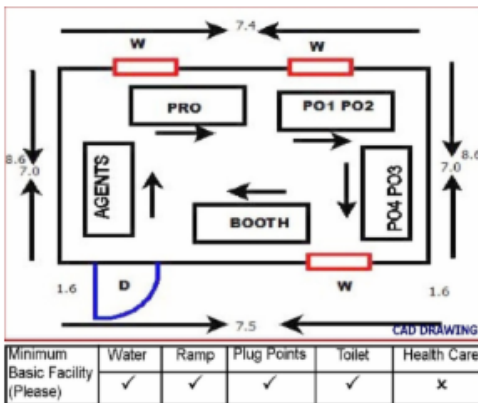 7.4
W W
PRO
PO1 PO2
8.6
7.0
AGENTS
PO4 PO3
8.6
7.0
BOOTH
1.6
D
W
1.6
7.5
CAD DRAWING
Minimum Basic Facility (Please) Water Ramp Plug Points Toilet Health Care
✓ ✓ ✓ ✓ x